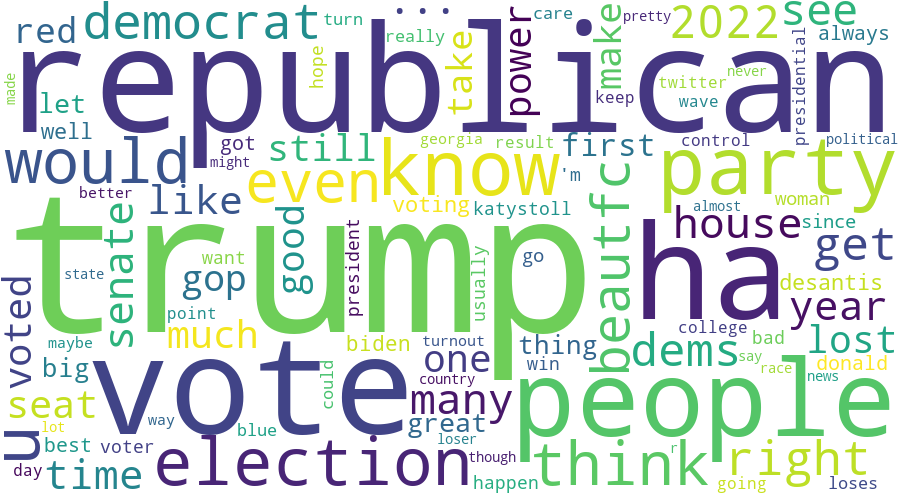 republican
trump
vote
people
ha
know
party
election
would
democrat
think
even
right
...
2022
see
red
turn
care
pretty
always
really
make
take
power
hope
made
let
keep
wave
twitter
never
presidential
well
got
might
still
georgia
result
first
control
political
'm
better
like
voting
katystoll
beautfc
house
almost
woman
since
get
senate
good
want
gop
president
usually
go
state
voted
point
desantis
year
college
maybe
much
biden
turnout
one
thing
dems
bad
lost
big
win
say
donald
race
news
could
country
many
seat
way
great
lot
u
best
voter
blue
loser
though
r
day
time
happen
going
loses